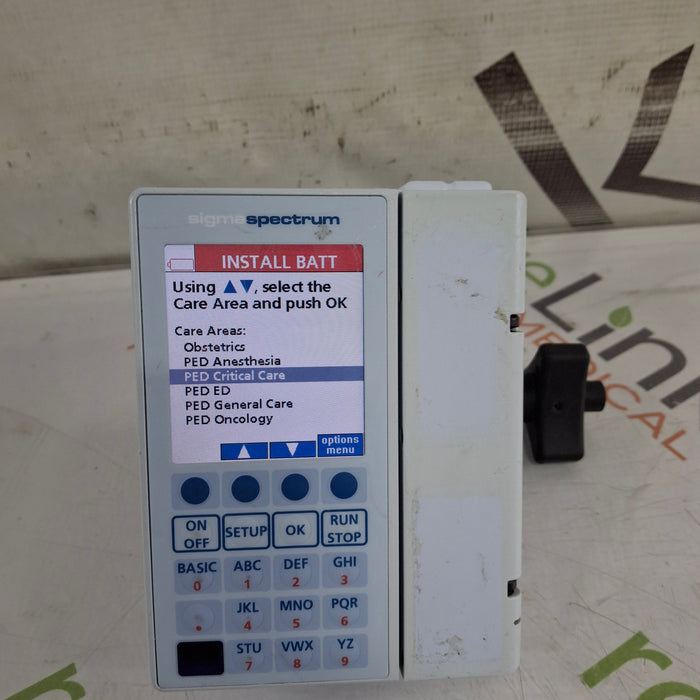 sigmaspectrum
INSTALL BATT
Using ▲▼, select the
Care Area and push OK
Care Areas:
Obstetrics
PED Anesthesia
PED Critical Care
PED ED
PED General Care
PED Oncology
options
menu
ON
OFF
SETUP
OK
RUN
STOP
BASIC
0
ABC
1
DEF
2
GHI
3
.
JKL
4
MNO
5
PQR
6
STU
7
VWX
8
YZ
9
MEDICAL